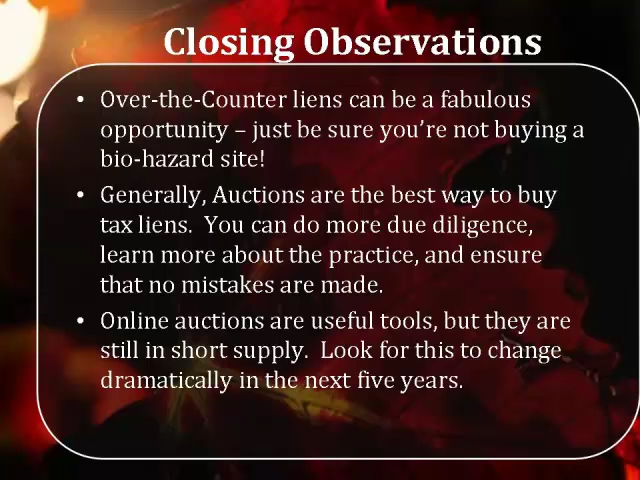 Closing Observations
• Over-the-Counter liens can be a fabulous
opportunity – just be sure you’re not buying a
bio-hazard site!
• Generally, Auctions are the best way to buy
tax liens.  You can do more due diligence,
learn more about the practice, and ensure
that no mistakes are made.
• Online auctions are useful tools, but they are
still in short supply.  Look for this to change
dramatically in the next five years.